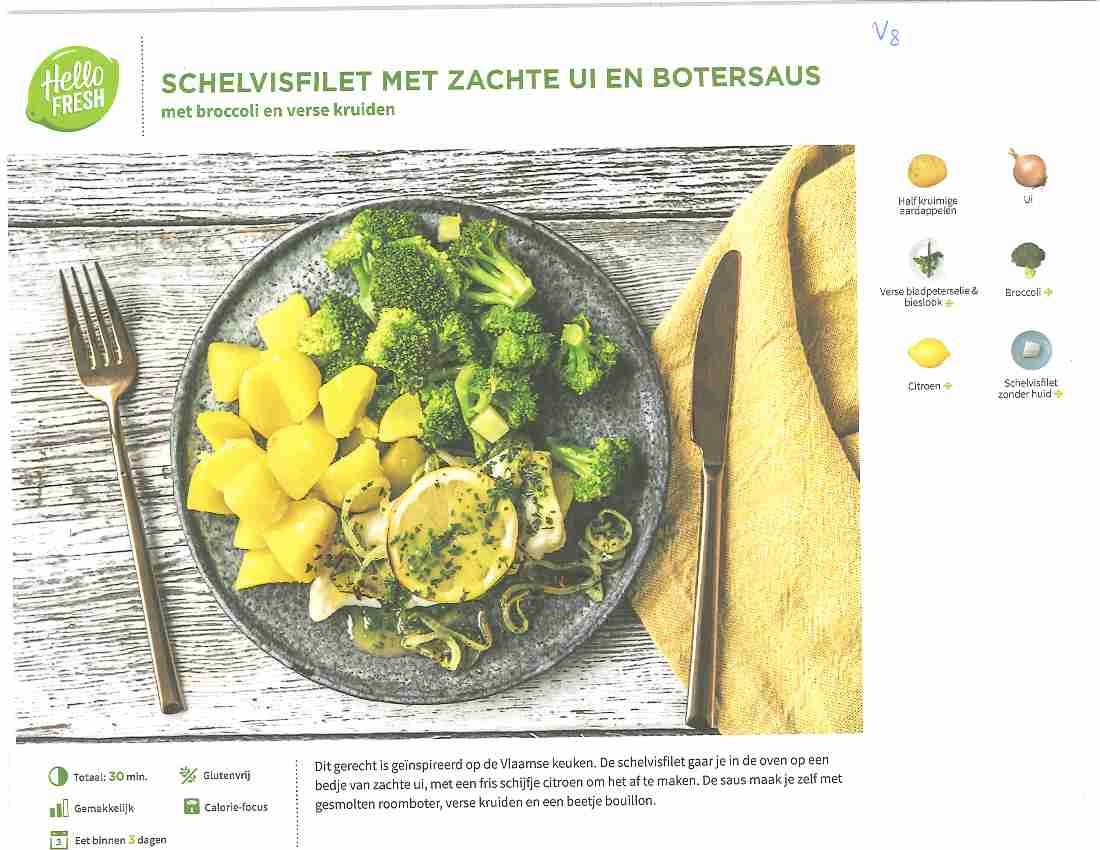 V8
Hello
FRESH
SCHELVISFILET MET ZACHTE UI EN BOTERSAUS
met broccoli en verse kruiden
Half kruimige
aardappelen
Ui
Verse bladpeterselie &
bieslook
Broccoli
Citroen
Schelvisfilet
zonder huid
Totaal: 30 min.
Glutenvrij
Gemakkelijk
Calorie-focus
3
Eet binnen 3 dagen
Dit gerecht is geïnspireerd op de Vlaamse keuken. De schelvisfilet gaar je in de oven op een
bedje van zachte ui, met een fris schijfje citroen om het af te maken. De saus maak je zelf met
gesmolten roomboter, verse kruiden en een beetje bouillon.